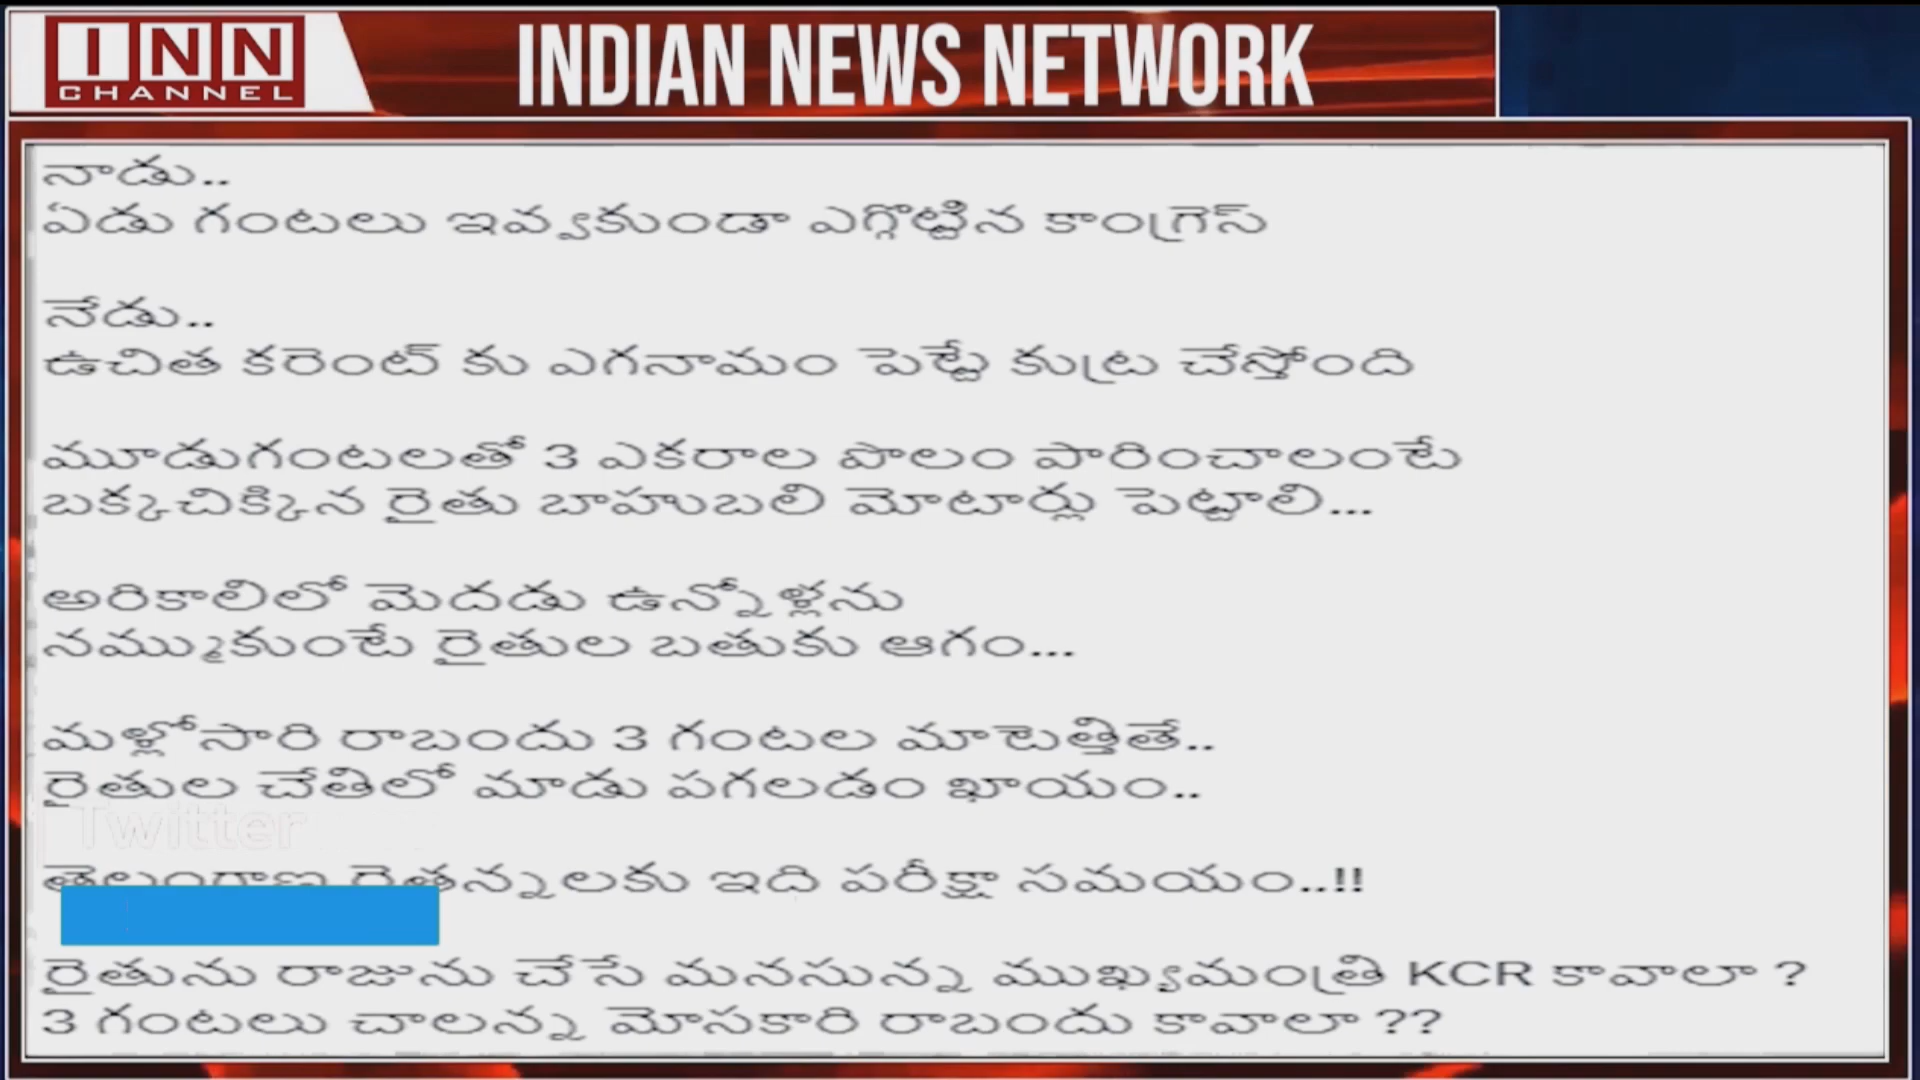 INN
CHANNEL
INDIAN NEWS NETWORK
నాడు..
ఏడు గంటలు ఇవ్వకుండా ఎగ్గొట్టిన కాంగ్రెస్
నేడు..
ఉచిత కరెంట్ కు ఎగనామం పెట్టే కుట్ర చేస్తోంది
మూడుగంటలతో 3 ఎకరాల పొలం పారించాలంటే
బక్కచిక్కిన రైతు బాహుబలి మోటార్లు పెట్టాలి...
అరికాలిలో మెదడు ఉన్నోళ్లను
నమ్ముకుంటే రైతుల బతుకు ఆగం...
మళ్లోసారి రాబందు 3 గంటల మాటెత్తితే..
రైతుల చేతిలో మాడు పగలడం ఖాయం..
Twitter
తెలంగాణ రైతన్నలకు ఇది పరీక్షా సమయం..!!
రైతును రాజును చేసే మనసున్న ముఖ్యమంత్రి KCR కావాలా ?
3 గంటలు చాలన్న మోసకారి రాబందు కావాలా ??